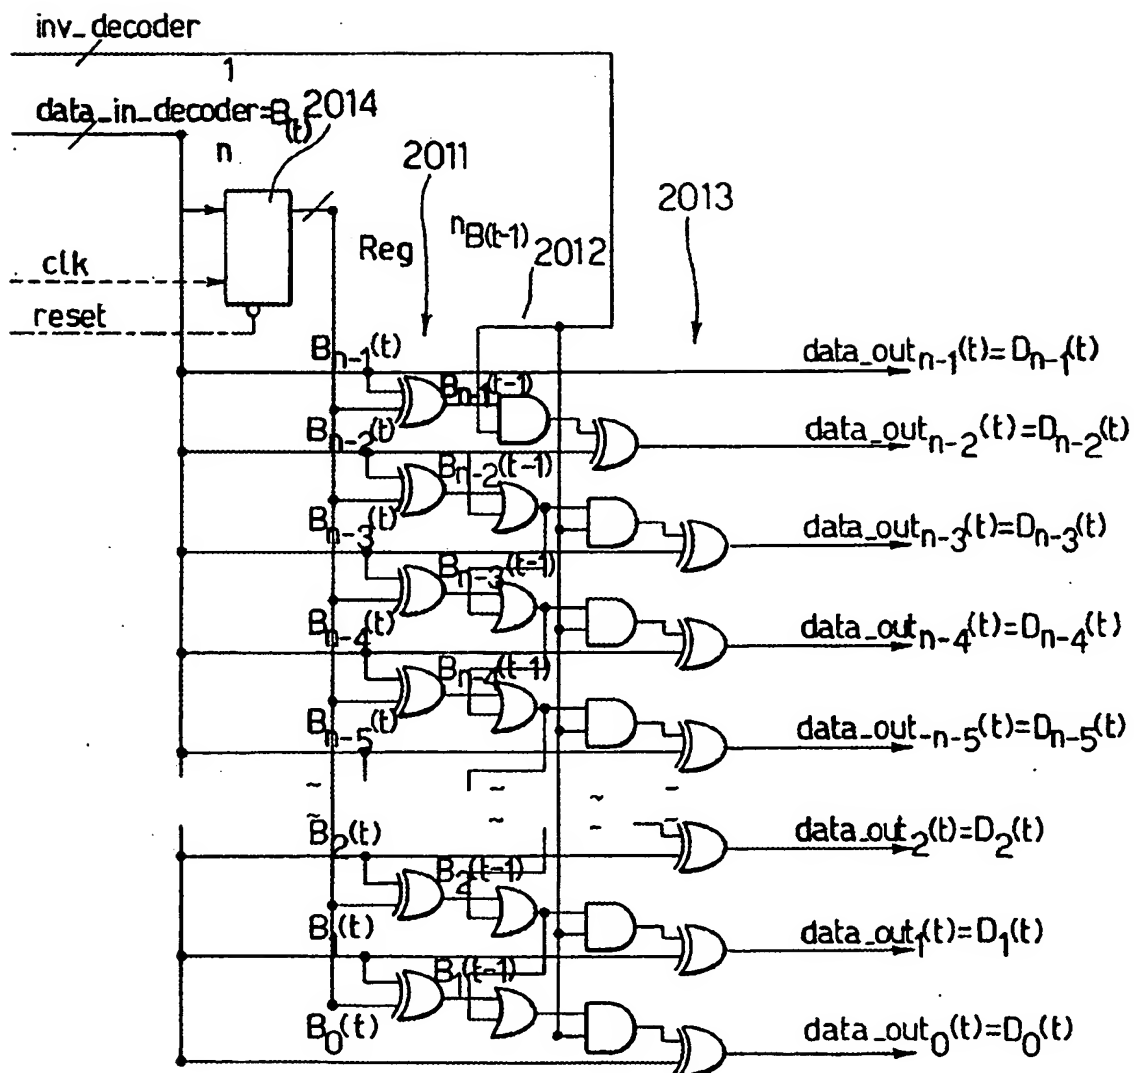 inv_decoder
1
data_in_decoder=B(t)
2014
n
2011
2013
Reg
nB(t-1)
2012
clk
reset
Bn-1(t)
data_outn-1(t)=Dn-1(t)
Bn-1(t-1)
Bn-2(t)
data_outn-2(t)=Dn-2(t)
Bn-2(t-1)
Bn-3(t)
data_outn-3(t)=Dn-3(t)
Bn-3(t-1)
Bn-4(t)
data_outn-4(t)=Dn-4(t)
Bn-4(t-1)
Bn-5(t)
data_out-n-5(t)=Dn-5(t)
B2(t)
data_out2(t)=D2(t)
B2(t-1)
B1(t)
data_out1(t)=D1(t)
B1(t-1)
B0(t)
data_out0(t)=D0(t)